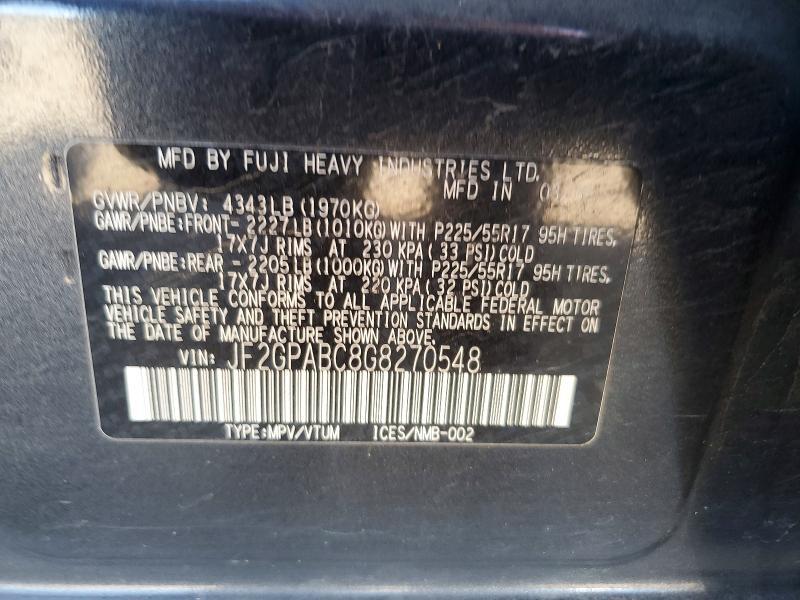 MFD BY FUJI HEAVY INDUSTRIES LTD.
MFD IN
GVWR/PNBV: 4343LB(1970KG)
GAWR/PNBE:FRONT-2227LB(1010KG)WITH P225/55R17 95H TIRES,
17X7J RIMS AT 230 KPA( 33 PSI)COLD
GAWR/PNBE:REAR -2205LB(1000KG)WITH P225/55R17 95H TIRES,
17X7J RIMS AT 220 KPA( 32 PSI)COLD
THIS VEHICLE CONFORMS TO ALL APPLICABLE FEDERAL MOTOR
VEHICLE SAFETY AND THEFT PREVENTION STANDARDS IN EFFECT ON
THE DATE OF MANUFACTURE SHOWN ABOVE.
VIN: JF2GPABC8G8270548
TYPE:MPV/VTUM ICES/NMB-002